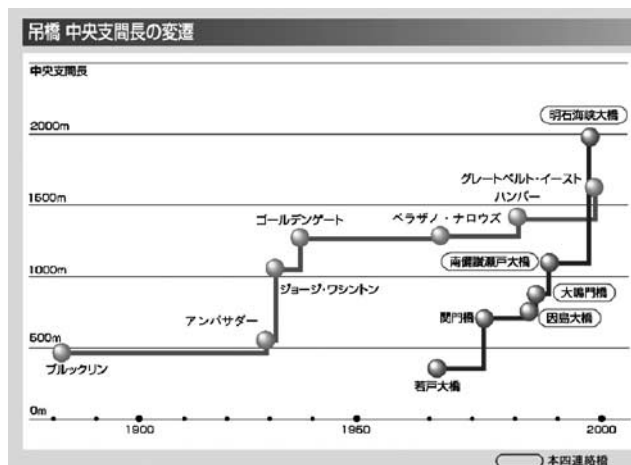 吊橋 中央支間長の変遷
中央支間長
2000m
明石海峡大橋
グレートベルト・イースト
1500m
ハンバー
ゴールデンゲート
ベラザノ・ナロウズ
南備讃瀬戸大橋
1000m
ジョージ・ワシントン
大鳴門橋
アンバサダー
関門橋
因島大橋
500m
ブルックリン
若戸大橋
0m
1900
1950
2000
本四連絡橋